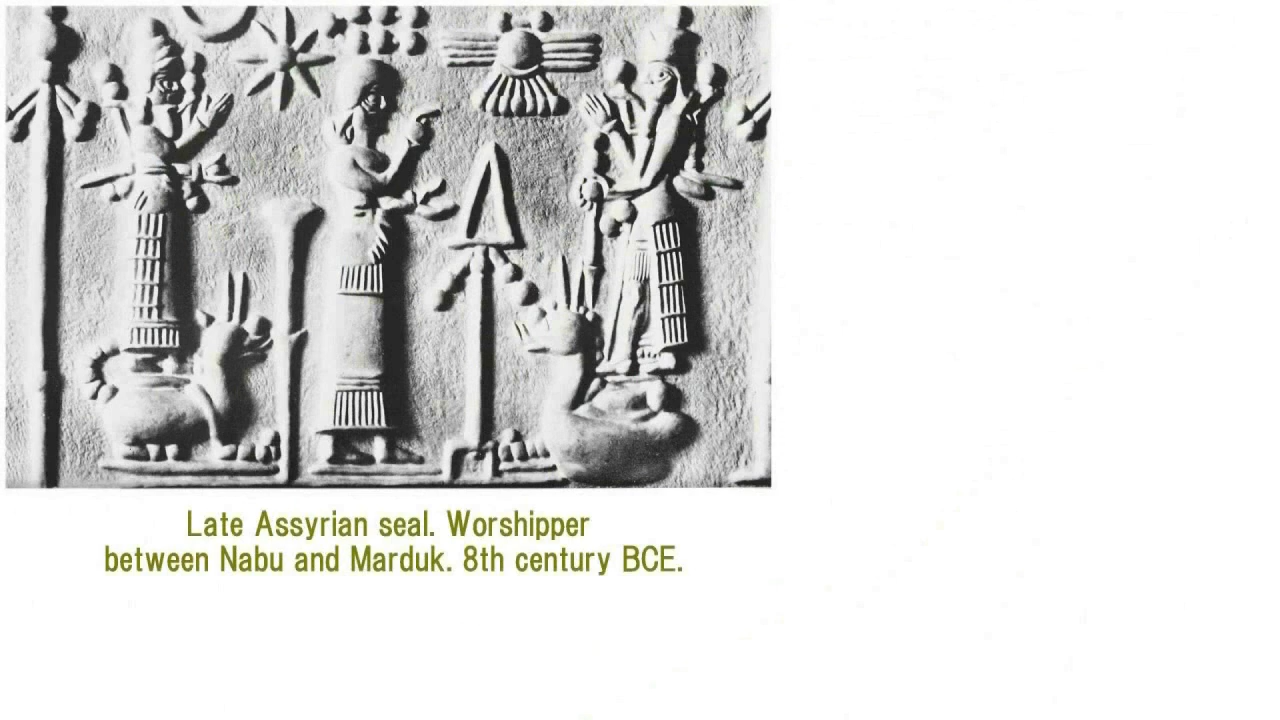 Late Assyrian seal. Worshipper
between Nabu and Marduk. 8th century BCE.